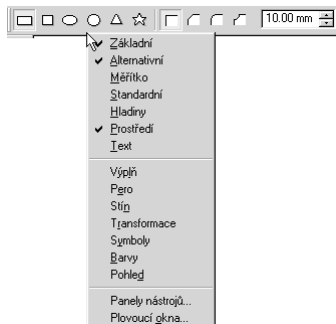 10.00 mm
Základní
Alternativní
Měřítko
Standardní
Hladiny
Prostředí
Text
Výplň
Pero
Stín
Transformace
Symboly
Barvy
Pohled
Panely nástrojů...
Plovoucí okna...